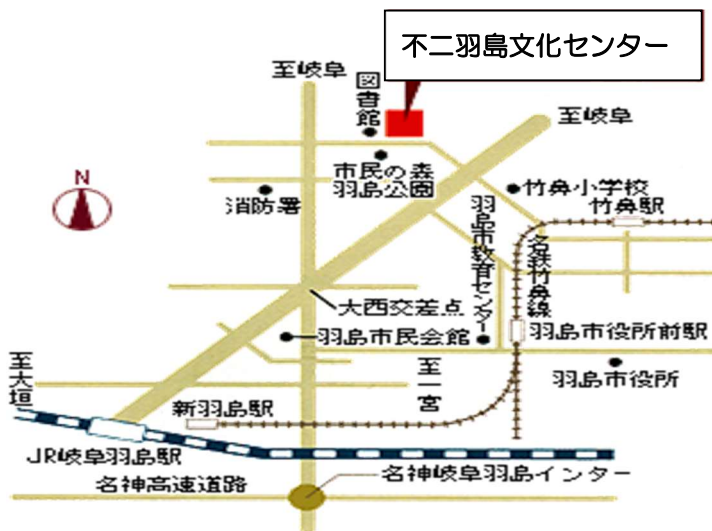 不二羽島文化センター
至岐阜
図書館
至岐阜
N
市民の森
羽島公園
竹鼻小学校
消防署
竹鼻駅
羽島市教育センター
名鉄竹鼻線
大西交差点
羽島市民会館
羽島市役所前駅
至大垣
至一宮
羽島市役所
新羽島駅
JR岐阜羽島駅
名神岐阜羽島インター
名神高速道路